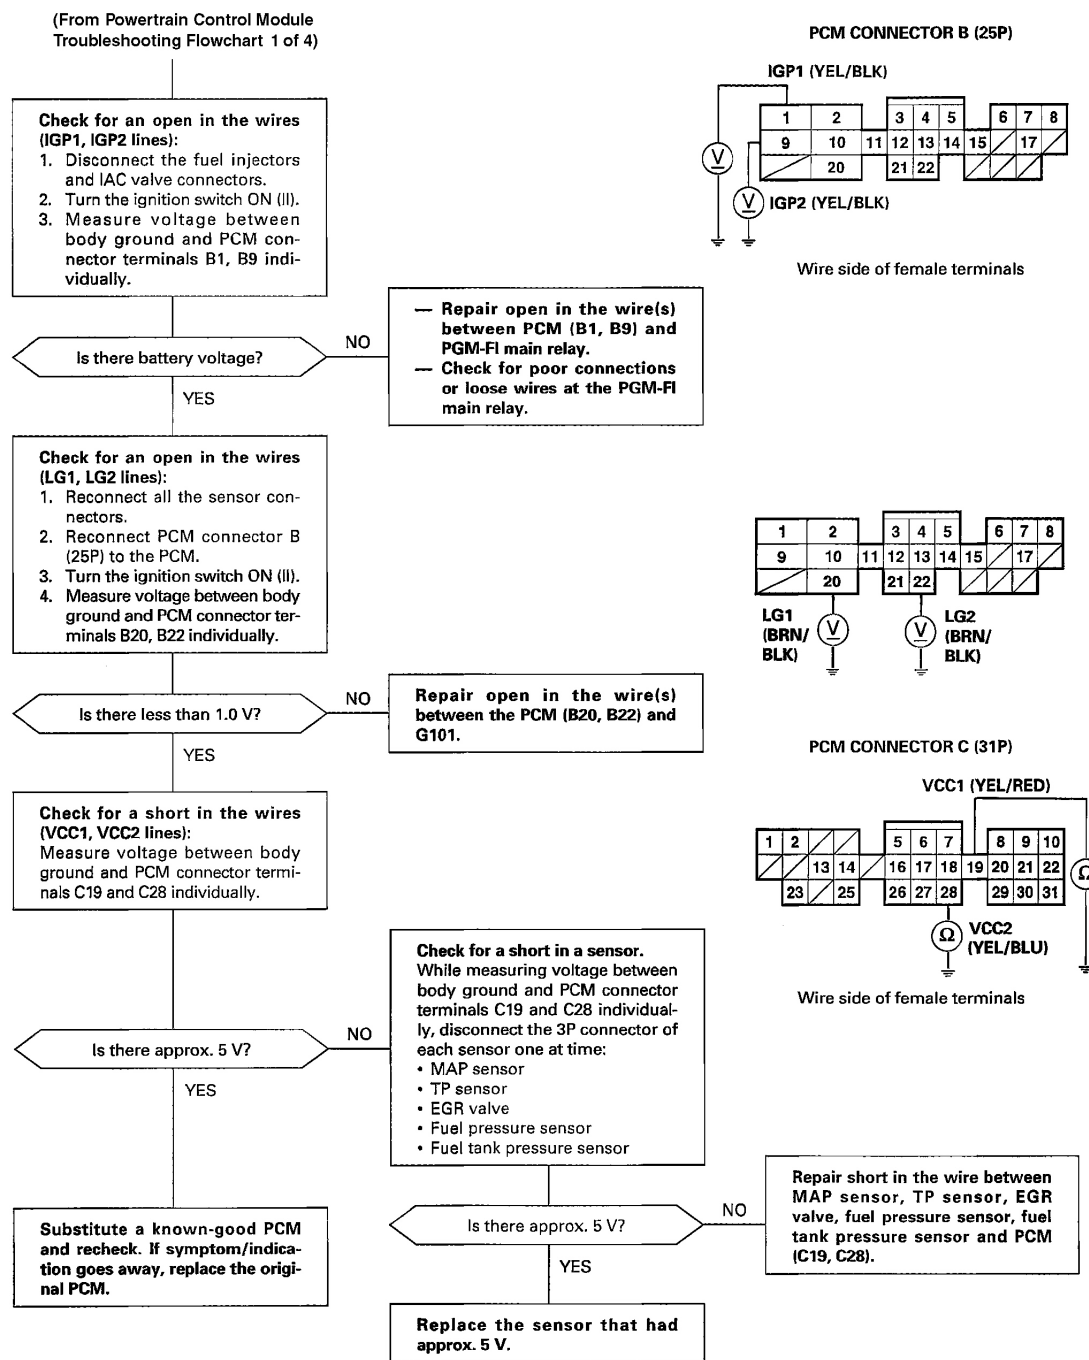 (From Powertrain Control Module
Troubleshooting Flowchart 1 of 4)
Check for an open in the wires
(IGP1, IGP2 lines):
1. Disconnect the fuel injectors
and IAC valve connectors.
2. Turn the ignition switch ON (II).
3. Measure voltage between
body ground and PCM con-
nector terminals B1, B9 indi-
vidually.
Is there battery voltage?
NO
— Repair open in the wire(s)
between PCM (B1, B9) and
PGM-FI main relay.
— Check for poor connections
or loose wires at the PGM-FI
main relay.
YES
Check for an open in the wires
(LG1, LG2 lines):
1. Reconnect all the sensor con-
nectors.
2. Reconnect PCM connector B
(25P) to the PCM.
3. Turn the ignition switch ON (II).
4. Measure voltage between body
ground and PCM connector ter-
minals B20, B22 individually.
Is there less than 1.0 V?
NO
Repair open in the wire(s)
between the PCM (B20, B22) and
G101.
YES
Check for a short in the wires
(VCC1, VCC2 lines):
Measure voltage between body
ground and PCM connector termi-
nals C19 and C28 individually.
Is there approx. 5 V?
NO
Check for a short in a sensor.
While measuring voltage between
body ground and PCM connector
terminals C19 and C28 individual-
ly, disconnect the 3P connector of
each sensor one at time:
• MAP sensor
• TP sensor
• EGR valve
• Fuel pressure sensor
• Fuel tank pressure sensor
YES
Substitute a known-good PCM
and recheck. If symptom/indica-
tion goes away, replace the origi-
nal PCM.
Is there approx. 5 V?
NO
Repair short in the wire between
MAP sensor, TP sensor, EGR
valve, fuel pressure sensor, fuel
tank pressure sensor and PCM
(C19, C28).
YES
Replace the sensor that had
approx. 5 V.
PCM CONNECTOR B (25P)
IGP1 (YEL/BLK)
1 2 3 4 5 6 7 8
9 10 11 12 13 14 15 17
20 21 22
V
V
IGP2 (YEL/BLK)
Wire side of female terminals
1 2 3 4 5 6 7 8
9 10 11 12 13 14 15 17
20 21 22
LG1
(BRN/
BLK)
V
V
LG2
(BRN/
BLK)
PCM CONNECTOR C (31P)
VCC1 (YEL/RED)
1 2 5 6 7 8 9 10
13 14 16 17 18 19 20 21 22
23 25 26 27 28 29 30 31
Ω
Ω
VCC2
(YEL/BLU)
Wire side of female terminals